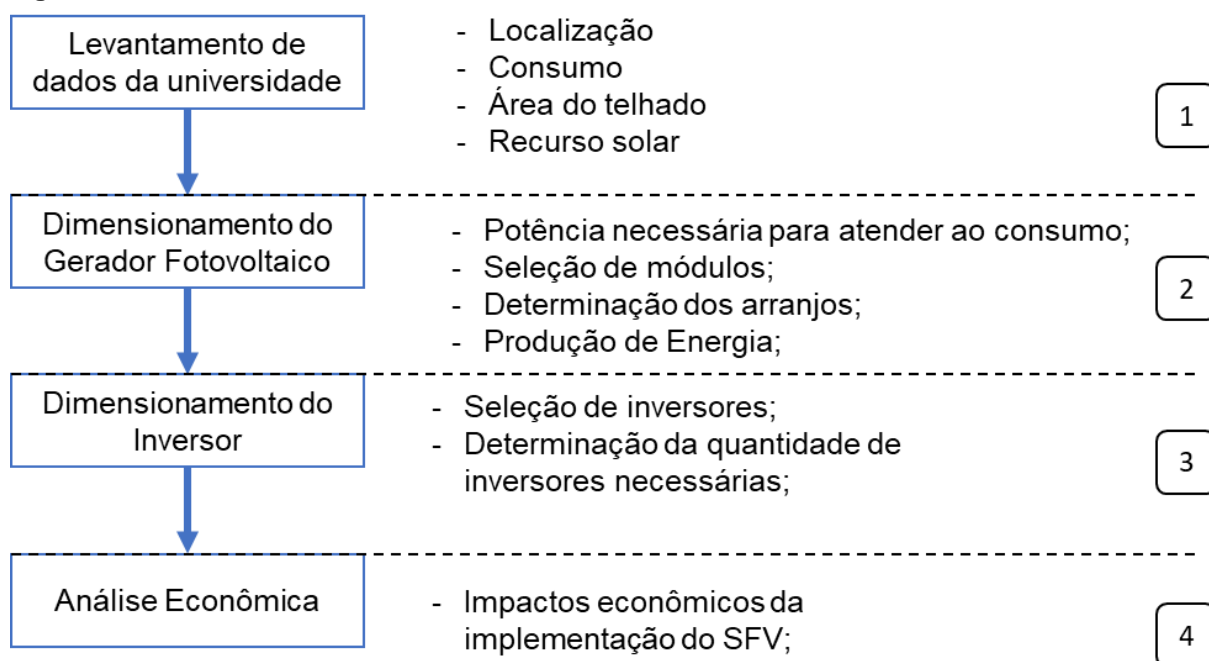 Levantamento de
dados da universidade
- Localização
- Consumo
- Área do telhado
- Recurso solar
1
Dimensionamento do
Gerador Fotovoltaico
- Potência necessária para atender ao consumo;
- Seleção de módulos;
- Determinação dos arranjos;
- Produção de Energia;
2
Dimensionamento do
Inversor
- Seleção de inversores;
- Determinação da quantidade de
inversores necessárias;
3
Análise Econômica
- Impactos econômicos da
implementação do SFV;
4